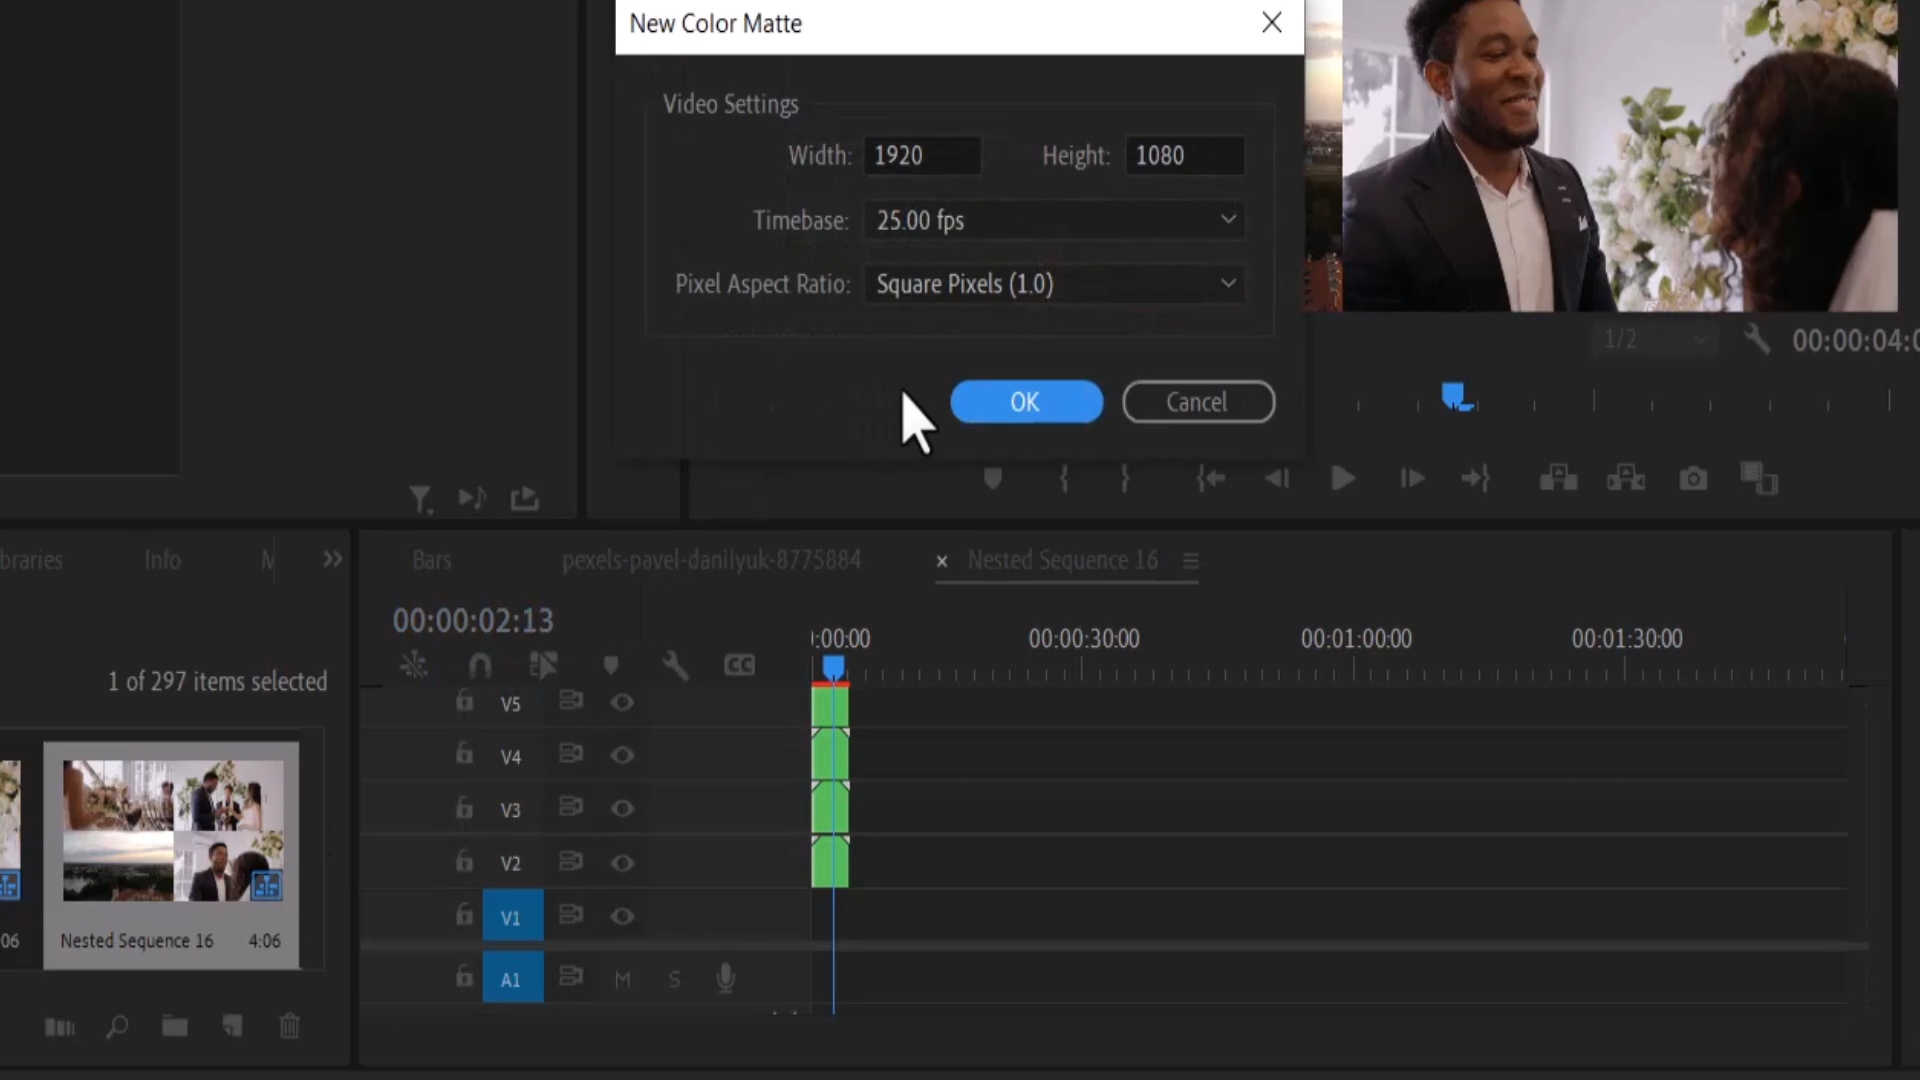 New Color Matte
Video Settings
Width: 1920 Height: 1080
Timebase: 25.00 fps
Pixel Aspect Ratio: Square Pixels (1.0)
OK Cancel
1/2
00:00:04:0
braries Info M
Bars pexels-pavel-danilyuk-8775884 × Nested Sequence 16
00:00:02:13
:00:00 00:00:30:00 00:01:00:00 00:01:30:00
CC
1 of 297 items selected
V5
V4
V3
V2
V1
A1 M S
:06 Nested Sequence 16 4:06